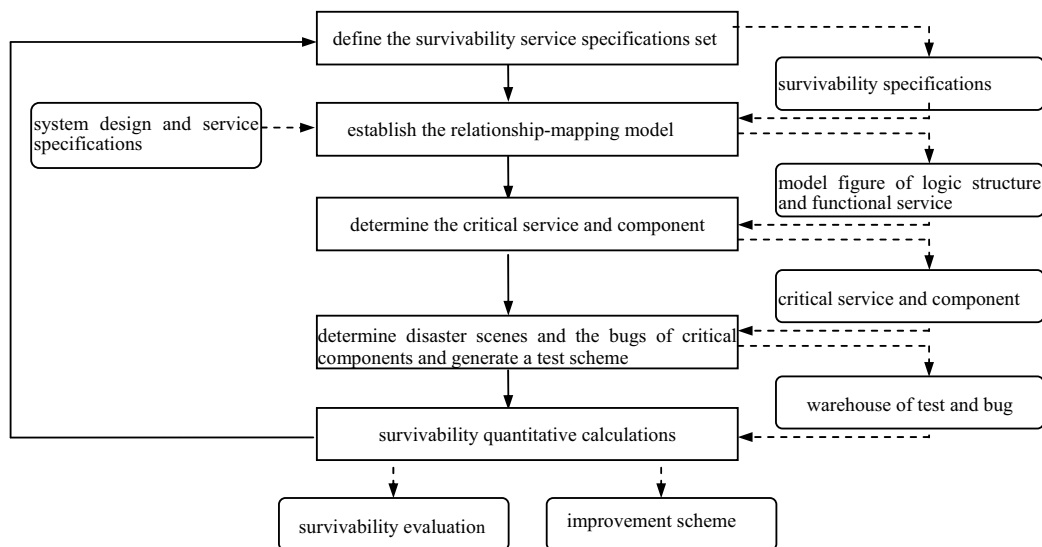 define the survivability service specifications set
survivability specifications
system design and service
specifications
establish the relationship-mapping model
model figure of logic structure
and functional service
determine the critical service and component
critical service and component
determine disaster scenes and the bugs of critical
components and generate a test scheme
warehouse of test and bug
survivability quantitative calculations
survivability evaluation
improvement scheme